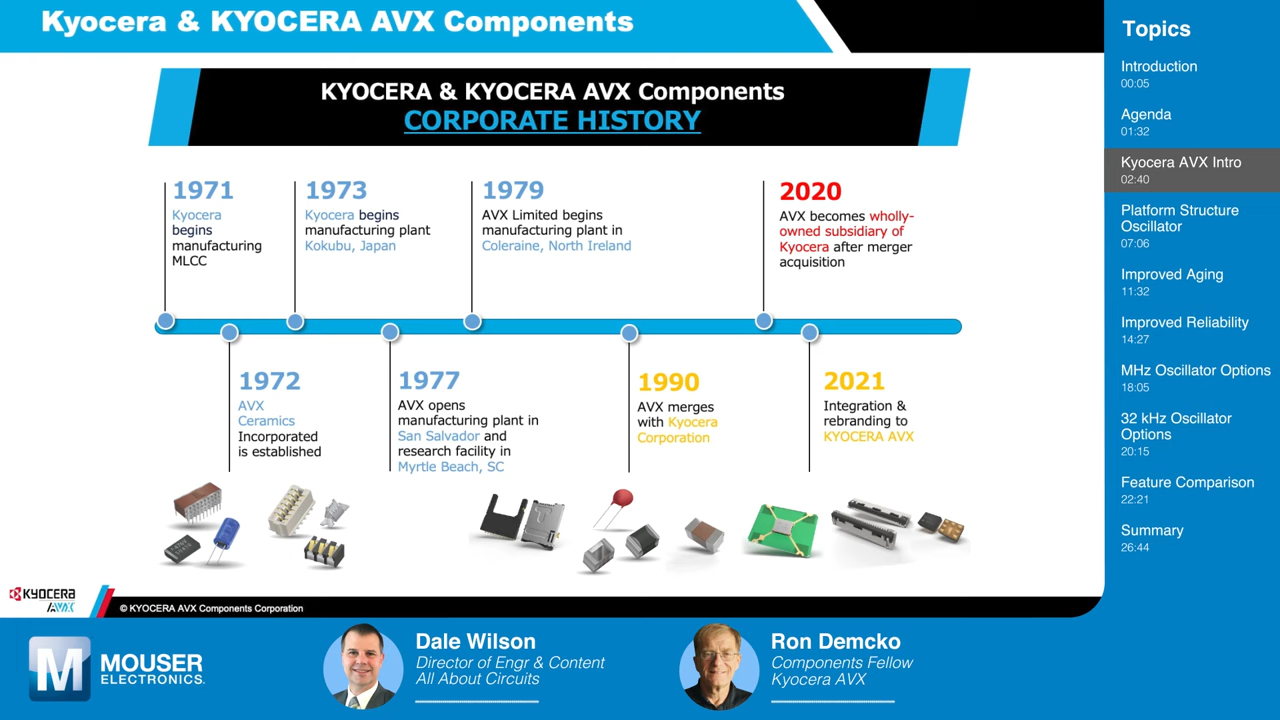 Kyocera & KYOCERA AVX Components
KYOCERA & KYOCERA AVX Components
CORPORATE HISTORY
1971
Kyocera
begins
manufacturing
MLCC
1973
Kyocera begins
manufacturing plant
Kokubu, Japan
1979
AVX Limited begins
manufacturing plant in
Coleraine, North Ireland
2020
AVX becomes wholly-
owned subsidiary of
Kyocera after merger
acquisition
1972
AVX
Ceramics
Incorporated
is established
1977
AVX opens
manufacturing plant in
San Salvador and
research facility in
Myrtle Beach, SC
1990
AVX merges
with Kyocera
Corporation
2021
Integration &
rebranding to
KYOCERA AVX
KYOCERA
AVX
© KYOCERA AVX Components Corporation
Topics
Introduction
00:05
Agenda
01:32
Kyocera AVX Intro
02:40
Platform Structure
Oscillator
07:06
Improved Aging
11:32
Improved Reliability
14:27
MHz Oscillator Options
18:05
32 kHz Oscillator
Options
20:15
Feature Comparison
22:21
Summary
26:44
M
MOUSER
ELECTRONICS.
Dale Wilson
Director of Engr & Content
All About Circuits
Ron Demcko
Components Fellow
Kyocera AVX